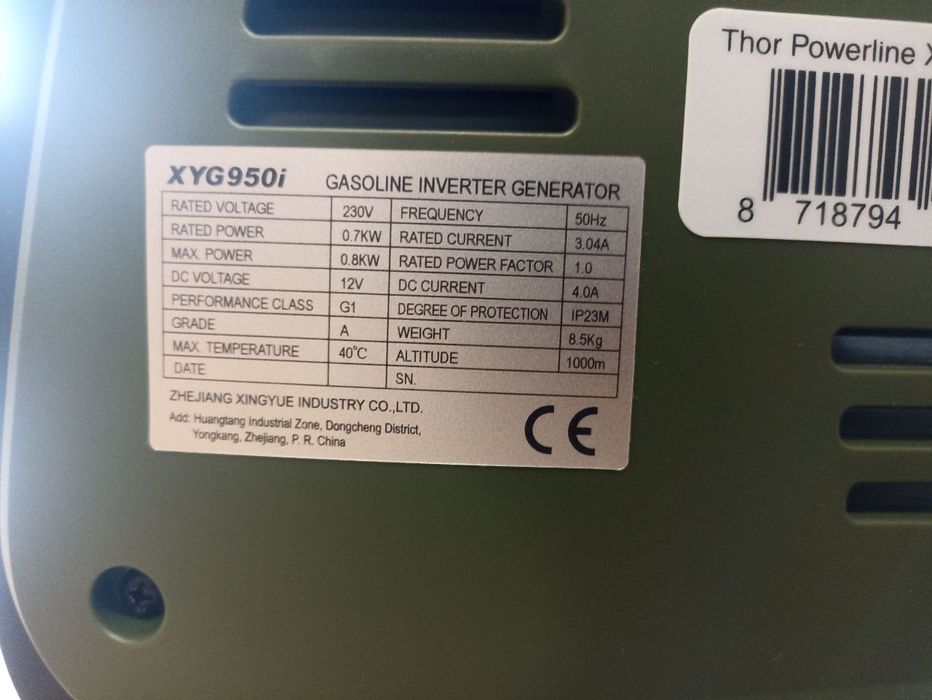 Thor Powerline X
8 718794
XYG950i GASOLINE INVERTER GENERATOR
RATED VOLTAGE 230V FREQUENCY 50Hz
RATED POWER 0.7KW RATED CURRENT 3.04A
MAX. POWER 0.8KW RATED POWER FACTOR 1.0
DC VOLTAGE 12V DC CURRENT 4.0A
PERFORMANCE CLASS G1 DEGREE OF PROTECTION IP23M
GRADE A WEIGHT 8.5Kg
MAX. TEMPERATURE 40°C ALTITUDE 1000m
DATE SN.
ZHEJIANG XINGYUE INDUSTRY CO.,LTD.
Add: Huangtang Industrial Zone, Dongcheng District,
Yongkang, Zhejiang, P. R. China
CE